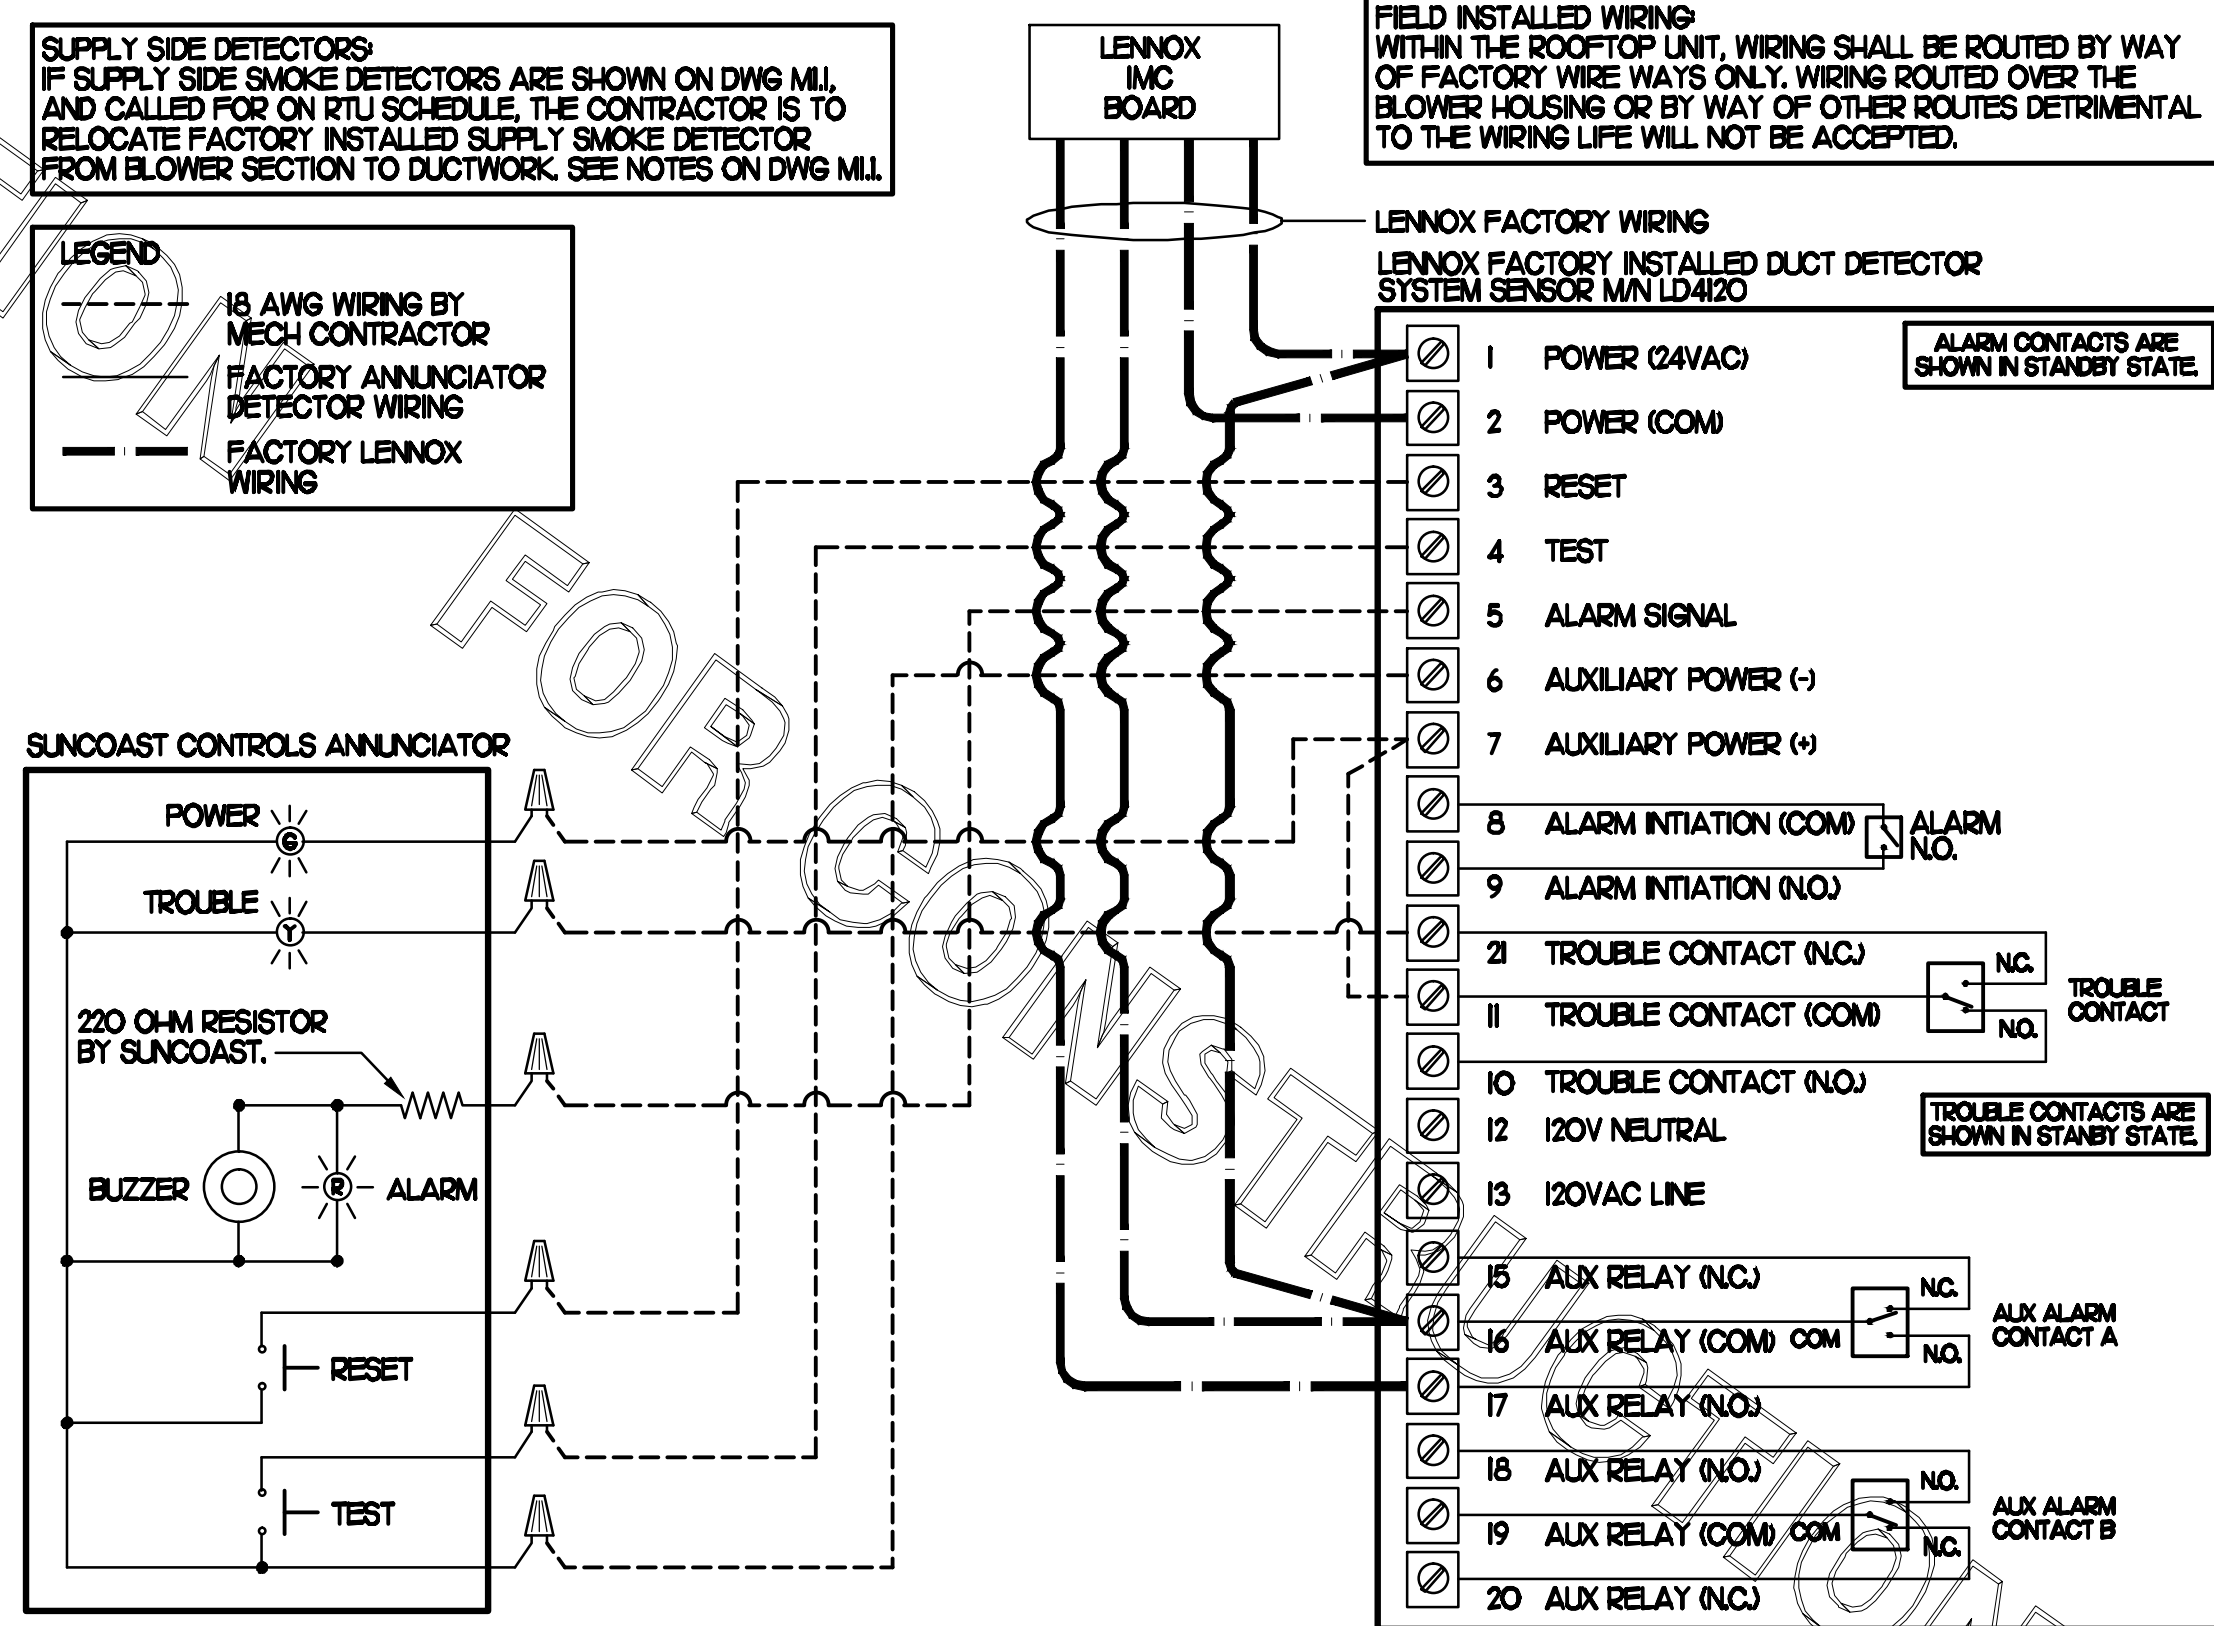 SUPPLY SIDE DETECTORS:
IF SUPPLY SIDE SMOKE DETECTORS ARE SHOWN ON DWG M1.1,
AND CALLED FOR ON RTU SCHEDULE, THE CONTRACTOR IS TO
RELOCATE FACTORY INSTALLED SUPPLY SMOKE DETECTOR
FROM BLOWER SECTION TO DUCTWORK. SEE NOTES ON DWG M1.1.
LENNOX
IMC
BOARD
FIELD INSTALLED WIRING:
WITHIN THE ROOFTOP UNIT, WIRING SHALL BE ROUTED BY WAY
OF FACTORY WIRE WAYS ONLY. WIRING ROUTED OVER THE
BLOWER HOUSING OR BY WAY OF OTHER ROUTES DETRIMENTAL
TO THE WIRING LIFE WILL NOT BE ACCEPTED.
LEGEND
18 AWG WIRING BY
MECH CONTRACTOR
FACTORY ANNUNCIATOR
DETECTOR WIRING
FACTORY LENNOX
WIRING
LENNOX FACTORY WIRING
LENNOX FACTORY INSTALLED DUCT DETECTOR
SYSTEM SENSOR M/N LD4120
ALARM CONTACTS ARE
SHOWN IN STANDBY STATE.
1 POWER (24VAC)
2 POWER (COM)
3 RESET
4 TEST
5 ALARM SIGNAL
6 AUXILIARY POWER (-)
7 AUXILIARY POWER (+)
8 ALARM INTIATION (COM)
ALARM
N.O.
9 ALARM INTIATION (N.O.)
21 TROUBLE CONTACT (N.C.)
N.C.
TROUBLE
CONTACT
11 TROUBLE CONTACT (COM)
N.O.
10 TROUBLE CONTACT (N.O.)
12 120V NEUTRAL
TROUBLE CONTACTS ARE
SHOWN IN STANBY STATE.
13 120VAC LINE
15 AUX RELAY (N.C.)
N.C.
AUX ALARM
CONTACT A
16 AUX RELAY (COM) COM
N.O.
17 AUX RELAY (N.O.)
18 AUX RELAY (N.O.)
N.O.
AUX ALARM
CONTACT B
19 AUX RELAY (COM) COM
N.C.
20 AUX RELAY (N.C.)
SUNCOAST CONTROLS ANNUNCIATOR
POWER
G
TROUBLE
Y
220 OHM RESISTOR
BY SUNCOAST.
BUZZER
R
ALARM
RESET
TEST
FOR CONSTRUCTION